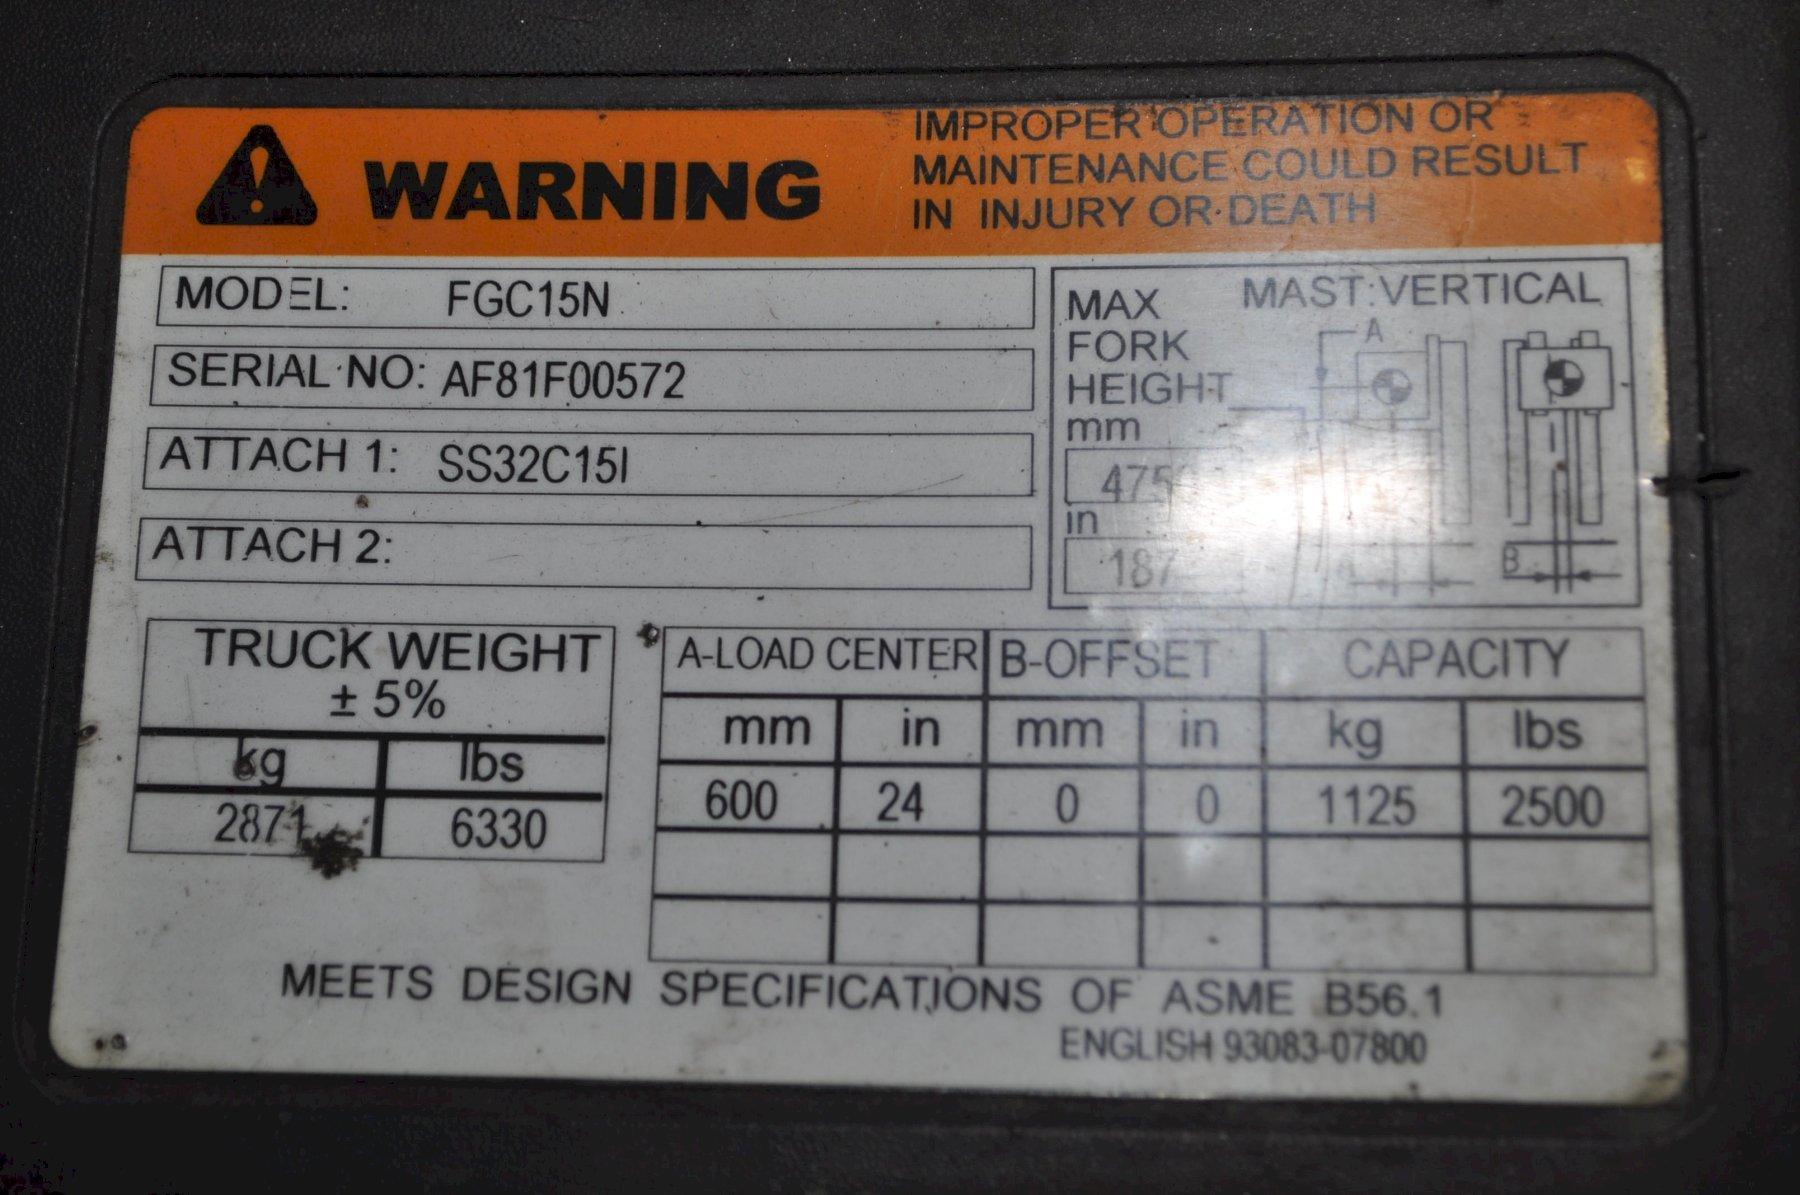 WARNING
IMPROPER OPERATION OR
MAINTENANCE COULD RESULT
IN INJURY OR DEATH
MODEL: FGC15N
SERIAL NO: AF81F00572
ATTACH 1: SS32C15I
ATTACH 2:
MAST:VERTICAL
MAX
FORK
HEIGHT
mm
in
187
A
A
B
TRUCK WEIGHT
± 5%
kg lbs
2871 6330
A-LOAD CENTER B-OFFSET CAPACITY
mm in mm in kg lbs
600 24 0 0 1125 2500
MEETS DESIGN SPECIFICATIONS OF ASME B56.1
ENGLISH 93083-07800